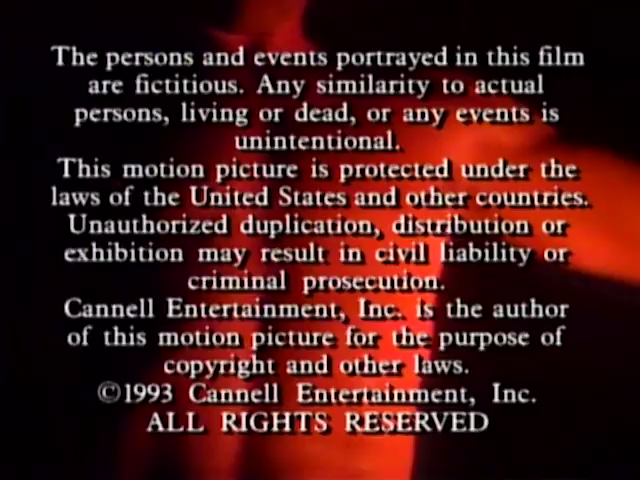 The persons and events portrayed in this film
are fictitious. Any similarity to actual
persons, living or dead, or any events is
unintentional.
This motion picture is protected under the
laws of the United States and other countries.
Unauthorized duplication, distribution or
exhibition may result in civil liability or
criminal prosecution.
Cannell Entertainment, Inc. is the author
of this motion picture for the purpose of
copyright and other laws.
©1993 Cannell Entertainment, Inc.
ALL RIGHTS RESERVED